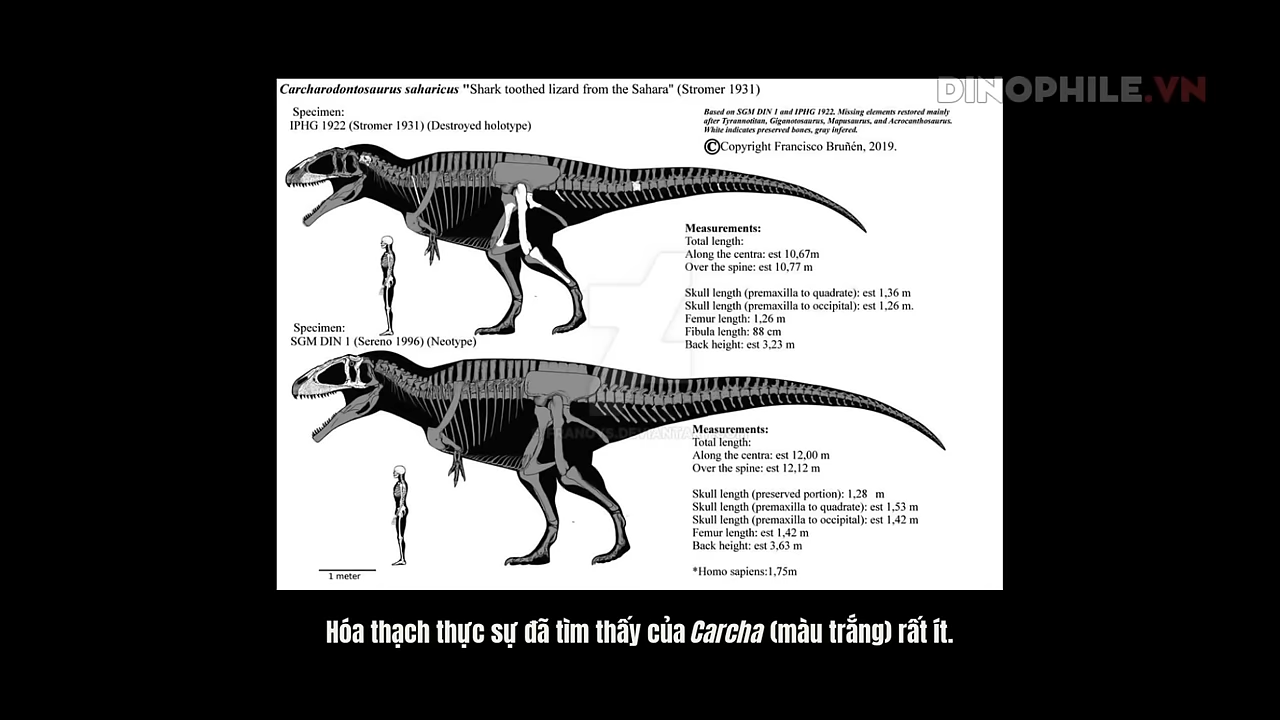 DINOPHILE.VN
Carcharodontosaurus saharicus "Shark toothed lizard from the Sahara" (Stromer 1931)
Specimen:
IPHG 1922 (Stromer 1931) (Destroyed holotype)
Based on SGM DIN 1 and IPHG 1922. Missing elements restored mainly
after Tyrannotitan, Giganotosaurus, Mapusaurus, and Acrocanthosaurus.
White indicates preserved bones, gray infered.
©Copyright Francisco Bruñén, 2019.
Measurements:
Total length:
Along the centra: est 10,67m
Over the spine: est 10,77 m
Skull length (premaxilla to quadrate): est 1,36 m
Skull length (premaxilla to occipital): est 1,26 m.
Femur length: 1,26 m
Fibula length: 88 cm
Back height: est 3,23 m
Specimen:
SGM DIN 1 (Sereno 1996) (Neotype)
Measurements:
Total length:
Along the centra: est 12,00 m
Over the spine: est 12,12 m
Skull length (preserved portion): 1,28 m
Skull length (premaxilla to quadrate): est 1,53 m
Skull length (premaxilla to occipital): est 1,42 m
Femur length: est 1,42 m
Back height: est 3,63 m
*Homo sapiens:1,75m
1 meter
Hóa thạch thực sự đã tìm thấy của Carcha (màu trắng) rất ít.